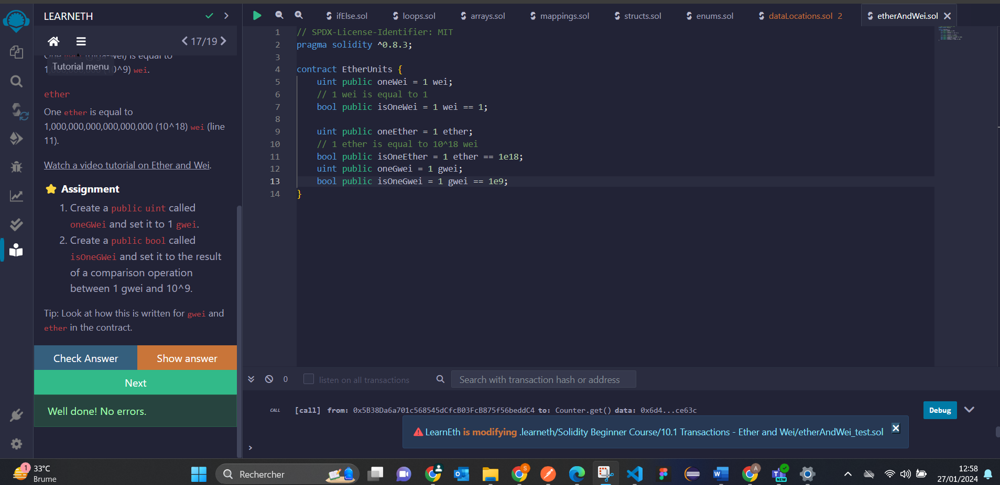 LEARNETH
17/19
Tutorial menu
1,000,000,000 (10^9) wei.
ether
One ether is equal to
1,000,000,000,000,000,000 (10^18) wei (line
11).
Watch a video tutorial on Ether and Wei.
Assignment
1. Create a public uint called
oneGWei and set it to 1 gwei.
2. Create a public bool called
isOneGWei and set it to the result
of a comparison operation
between 1 gwei and 10^9.
Tip: Look at how this is written for gwei and
ether in the contract.
Check Answer
Show answer
Next
Well done! No errors.
ifElse.sol
loops.sol
arrays.sol
mappings.sol
structs.sol
enums.sol
dataLocations.sol 2
etherAndWei.sol
1 // SPDX-License-Identifier: MIT
2 pragma solidity ^0.8.3;
3
4 contract EtherUnits {
5 uint public oneWei = 1 wei;
6 // 1 wei is equal to 1
7 bool public isOneWei = 1 wei == 1;
8
9 uint public oneEther = 1 ether;
10 // 1 ether is equal to 10^18 wei
11 bool public isOneEther = 1 ether == 1e18;
12 uint public oneGwei = 1 gwei;
13 bool public isOneGwei = 1 gwei == 1e9;
14 }
0
listen on all transactions
Search with transaction hash or address
CALL
[call] from: 0x5B38Da6a701c568545dCfcB03FcB875f56beddC4 to: Counter.get() data: 0x6d4...ce63c
Debug
LearnEth is modifying .learneth/Solidity Beginner Course/10.1 Transactions - Ether and Wei/etherAndWei_test.sol
>
1
33°C
Brume
Rechercher
S
A
NEW
12:58
27/01/2024